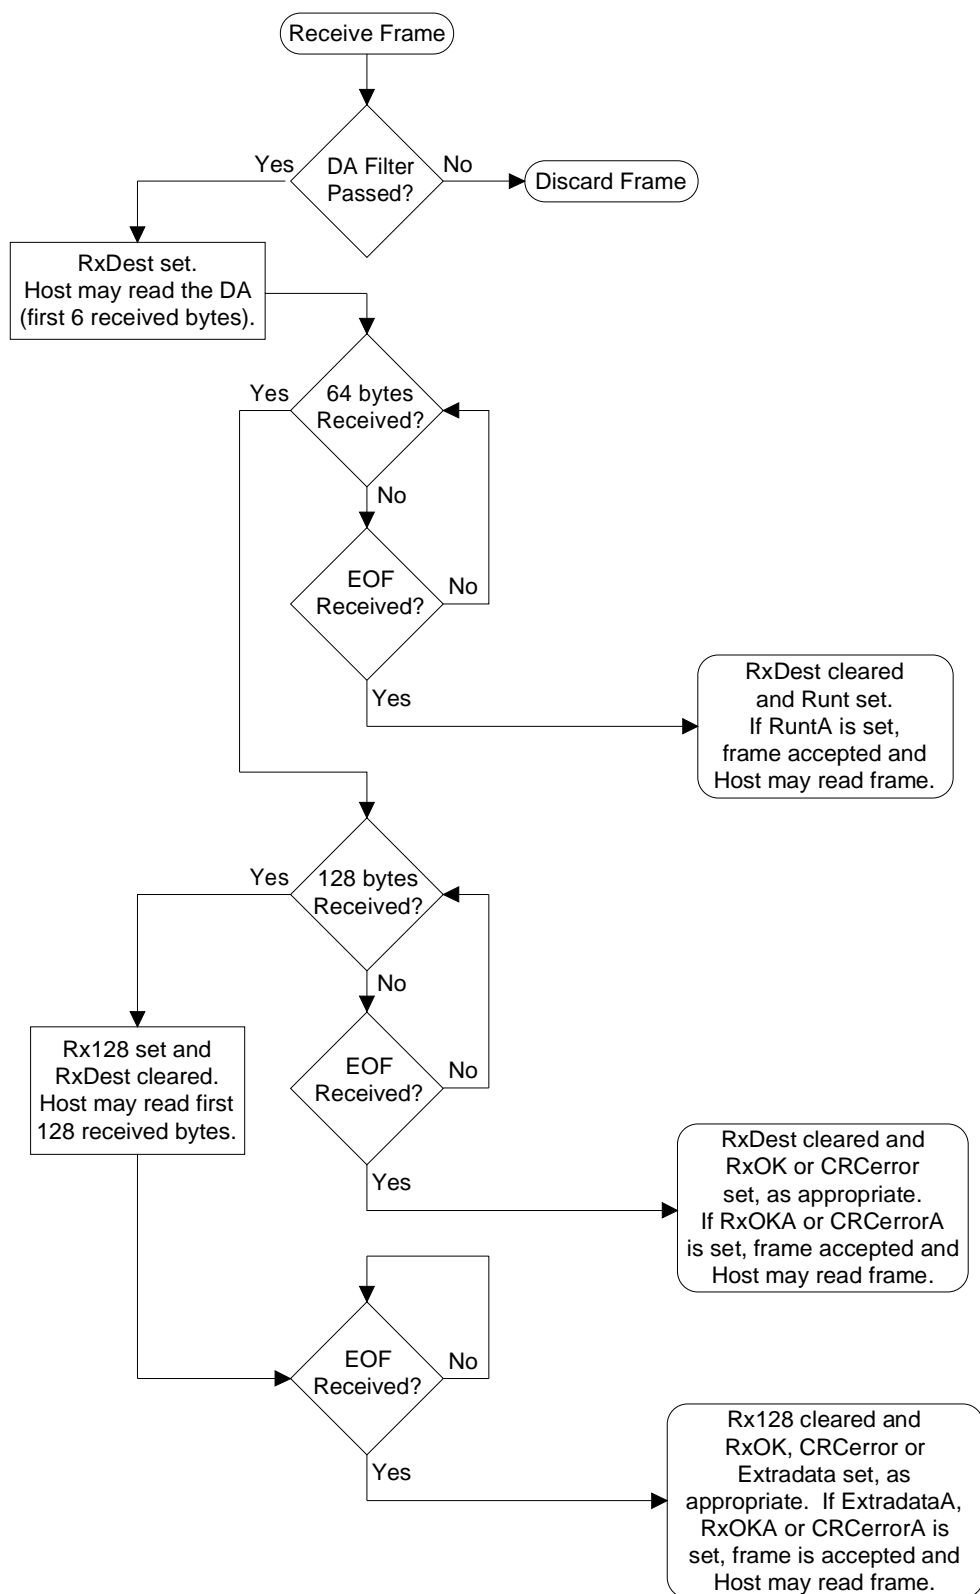 Receive Frame
Yes
DA Filter
Passed?
No
Discard Frame
RxDest set.
Host may read the DA
(first 6 received bytes).
Yes
64 bytes
Received?
No
EOF
Received?
No
Yes
RxDest cleared
and Runt set.
If RuntA is set,
frame accepted and
Host may read frame.
Yes
128 bytes
Received?
No
Rx128 set and
RxDest cleared.
Host may read first
128 received bytes.
EOF
Received?
No
Yes
RxDest cleared and
RxOK or CRCerror
set, as appropriate.
If RxOKA or CRCerrorA
is set, frame accepted and
Host may read frame.
EOF
Received?
No
Yes
Rx128 cleared and
RxOK, CRCerror or
Extradata set, as
appropriate.  If ExtradataA,
RxOKA or CRCerrorA is
set, frame is accepted and
Host may read frame.